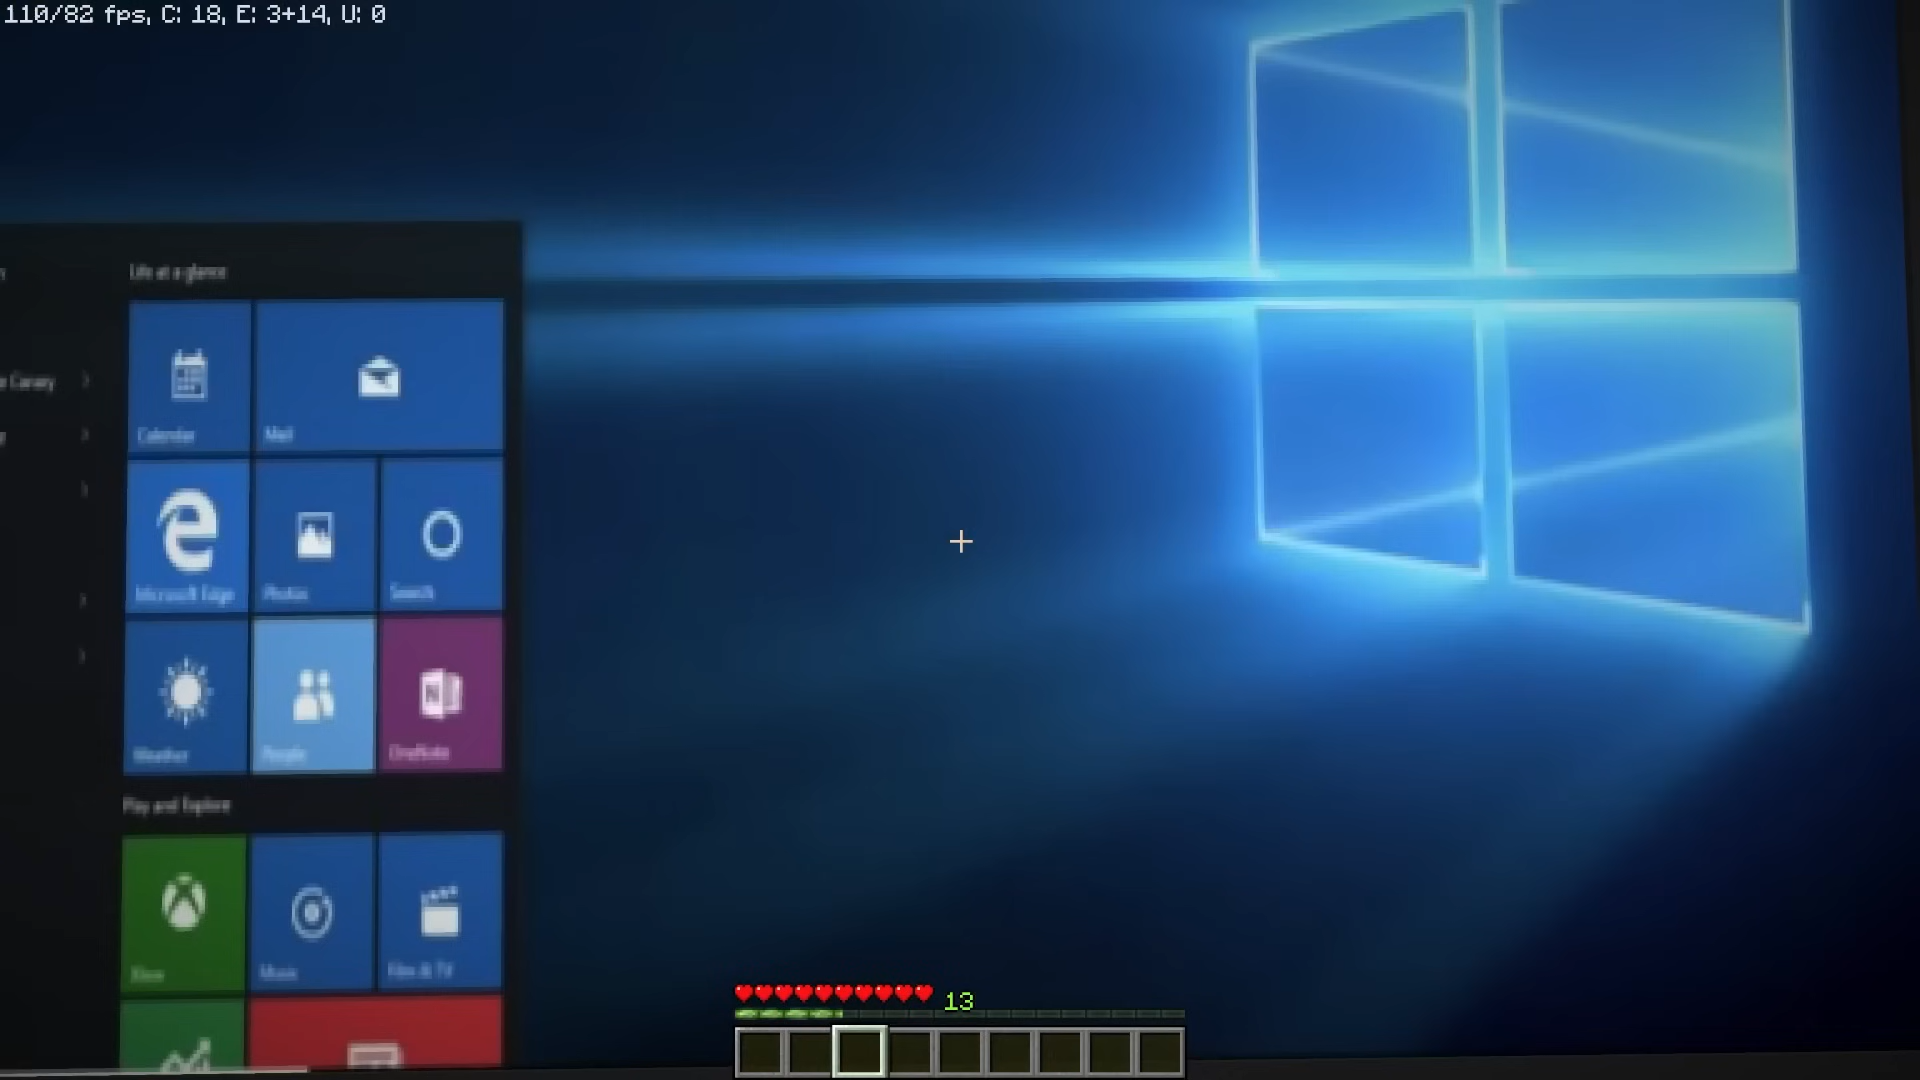 110/82 fps, C: 18, E: 3+14, U: 0
Life at a glance
Canary
Calendar
Mail
Microsoft Edge
Photos
Search
Weather
People
OneNote
Play and Explore
Xbox
Music
Film & TV
13